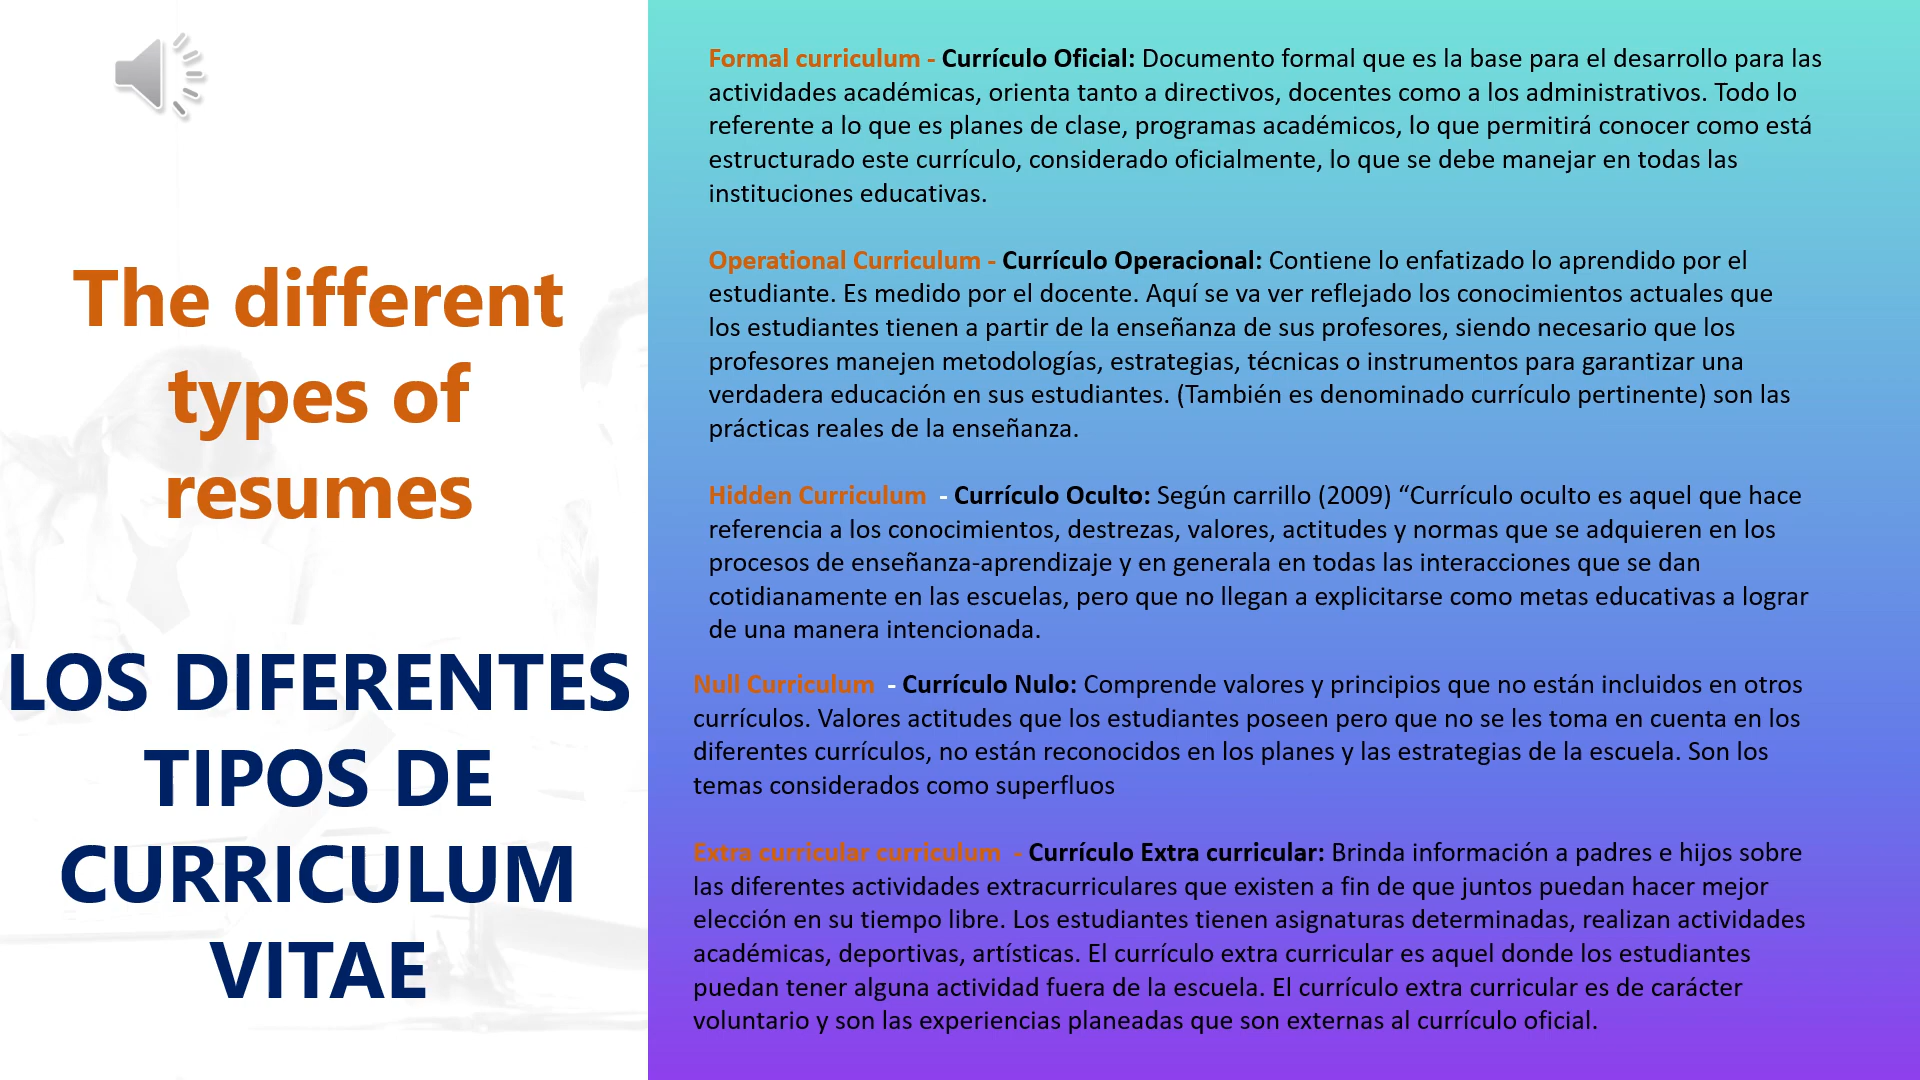 The different
types of
resumes
LOS DIFERENTES
TIPOS DE
CURRICULUM
VITAE
Formal curriculum - Currículo Oficial: Documento formal que es la base para el desarrollo para las
actividades académicas, orienta tanto a directivos, docentes como a los administrativos. Todo lo
referente a lo que es planes de clase, programas académicos, lo que permitirá conocer como está
estructurado este currículo, considerado oficialmente, lo que se debe manejar en todas las
instituciones educativas.
Operational Curriculum - Currículo Operacional: Contiene lo enfatizado lo aprendido por el
estudiante. Es medido por el docente. Aquí se va ver reflejado los conocimientos actuales que
los estudiantes tienen a partir de la enseñanza de sus profesores, siendo necesario que los
profesores manejen metodologías, estrategias, técnicas o instrumentos para garantizar una
verdadera educación en sus estudiantes. (También es denominado currículo pertinente) son las
prácticas reales de la enseñanza.
Hidden Curriculum - Currículo Oculto: Según carrillo (2009) “Currículo oculto es aquel que hace
referencia a los conocimientos, destrezas, valores, actitudes y normas que se adquieren en los
procesos de enseñanza-aprendizaje y en generala en todas las interacciones que se dan
cotidianamente en las escuelas, pero que no llegan a explicitarse como metas educativas a lograr
de una manera intencionada.
Null Curriculum - Currículo Nulo: Comprende valores y principios que no están incluidos en otros
currículos. Valores actitudes que los estudiantes poseen pero que no se les toma en cuenta en los
diferentes currículos, no están reconocidos en los planes y las estrategias de la escuela. Son los
temas considerados como superfluos
Extra curricular curriculum - Currículo Extra curricular: Brinda información a padres e hijos sobre
las diferentes actividades extracurriculares que existen a fin de que juntos puedan hacer mejor
elección en su tiempo libre. Los estudiantes tienen asignaturas determinadas, realizan actividades
académicas, deportivas, artísticas. El currículo extra curricular es aquel donde los estudiantes
puedan tener alguna actividad fuera de la escuela. El currículo extra curricular es de carácter
voluntario y son las experiencias planeadas que son externas al currículo oficial.